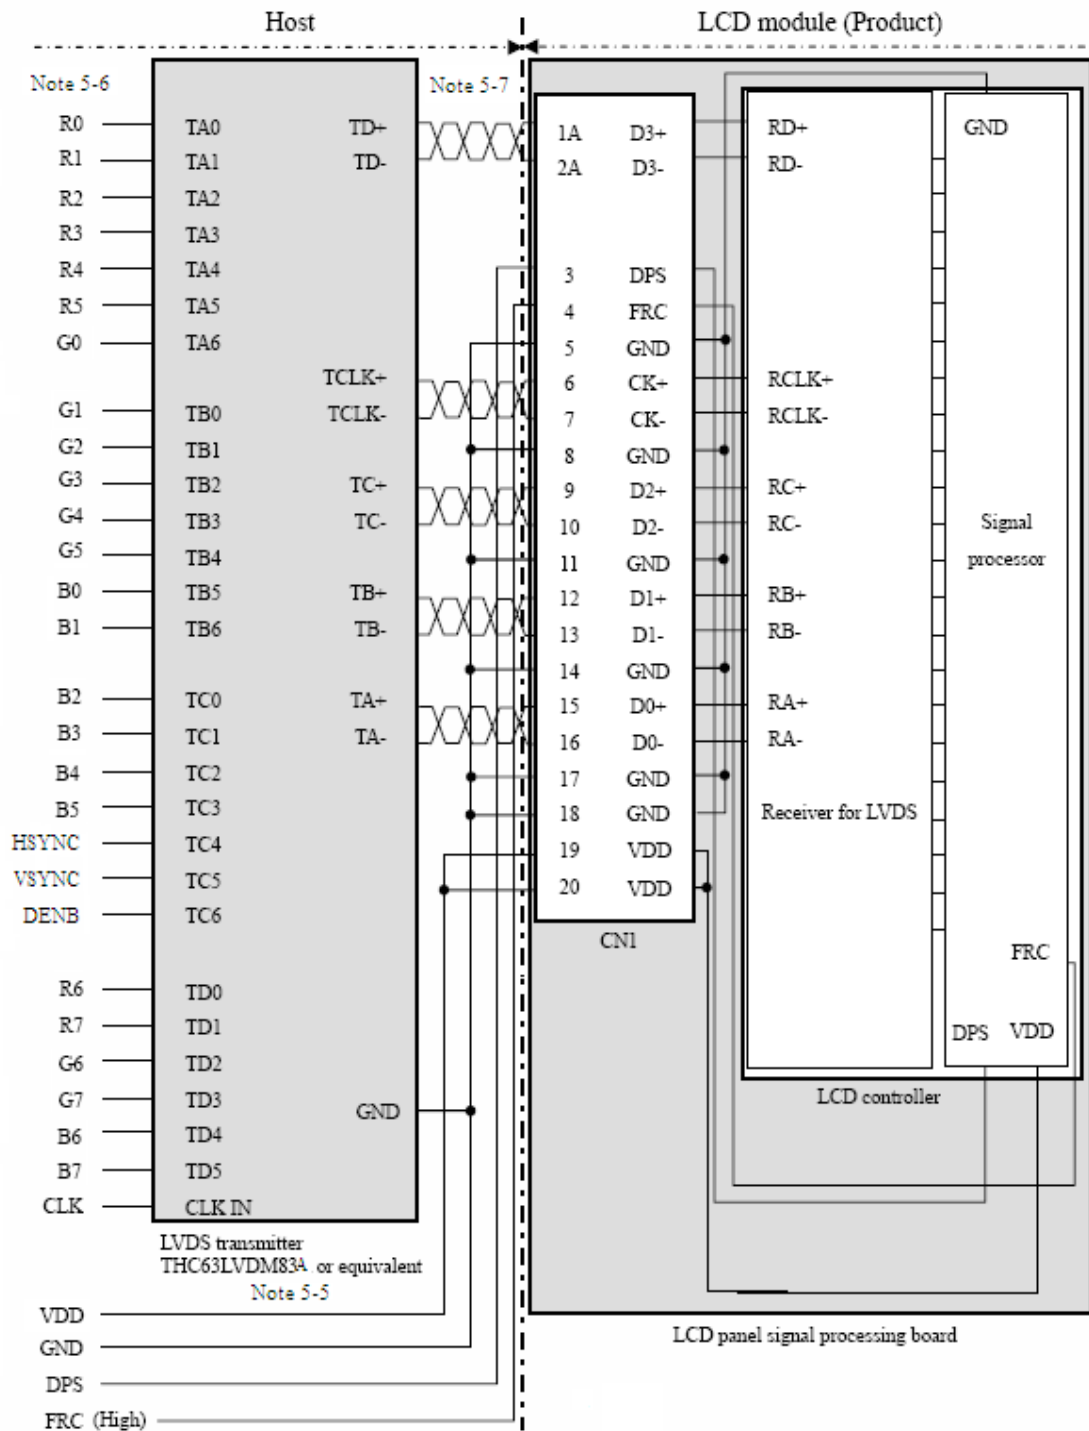 Host
LCD module (Product)
Note 5-6
Note 5-7
R0 TA0 TD+ 1A D3+ RD+ GND
R1 TA1 TD- 2A D3- RD-
R2 TA2
R3 TA3
R4 TA4 3 DPS
R5 TA5 4 FRC
G0 TA6 5 GND
TCLK+ 6 CK+ RCLK+
G1 TB0 TCLK- 7 CK- RCLK-
G2 TB1 8 GND
G3 TB2 TC+ 9 D2+ RC+
G4 TB3 TC- 10 D2- RC- Signal
G5 TB4 11 GND processor
B0 TB5 TB+ 12 D1+ RB+
B1 TB6 TB- 13 D1- RB-
14 GND
B2 TC0 TA+ 15 D0+ RA+
B3 TC1 TA- 16 D0- RA-
B4 TC2 17 GND
B5 TC3 18 GND Receiver for LVDS
HSYNC TC4 19 VDD
VSYNC TC5 20 VDD
DENB TC6
CN1
FRC
R6 TD0
R7 TD1 DPS VDD
G6 TD2
G7 TD3 GND LCD controller
B6 TD4
B7 TD5
CLK CLK IN
LVDS transmitter
THC63LVDM83A or equivalent
Note 5-5
VDD
LCD panel signal processing board
GND
DPS
FRC (High)